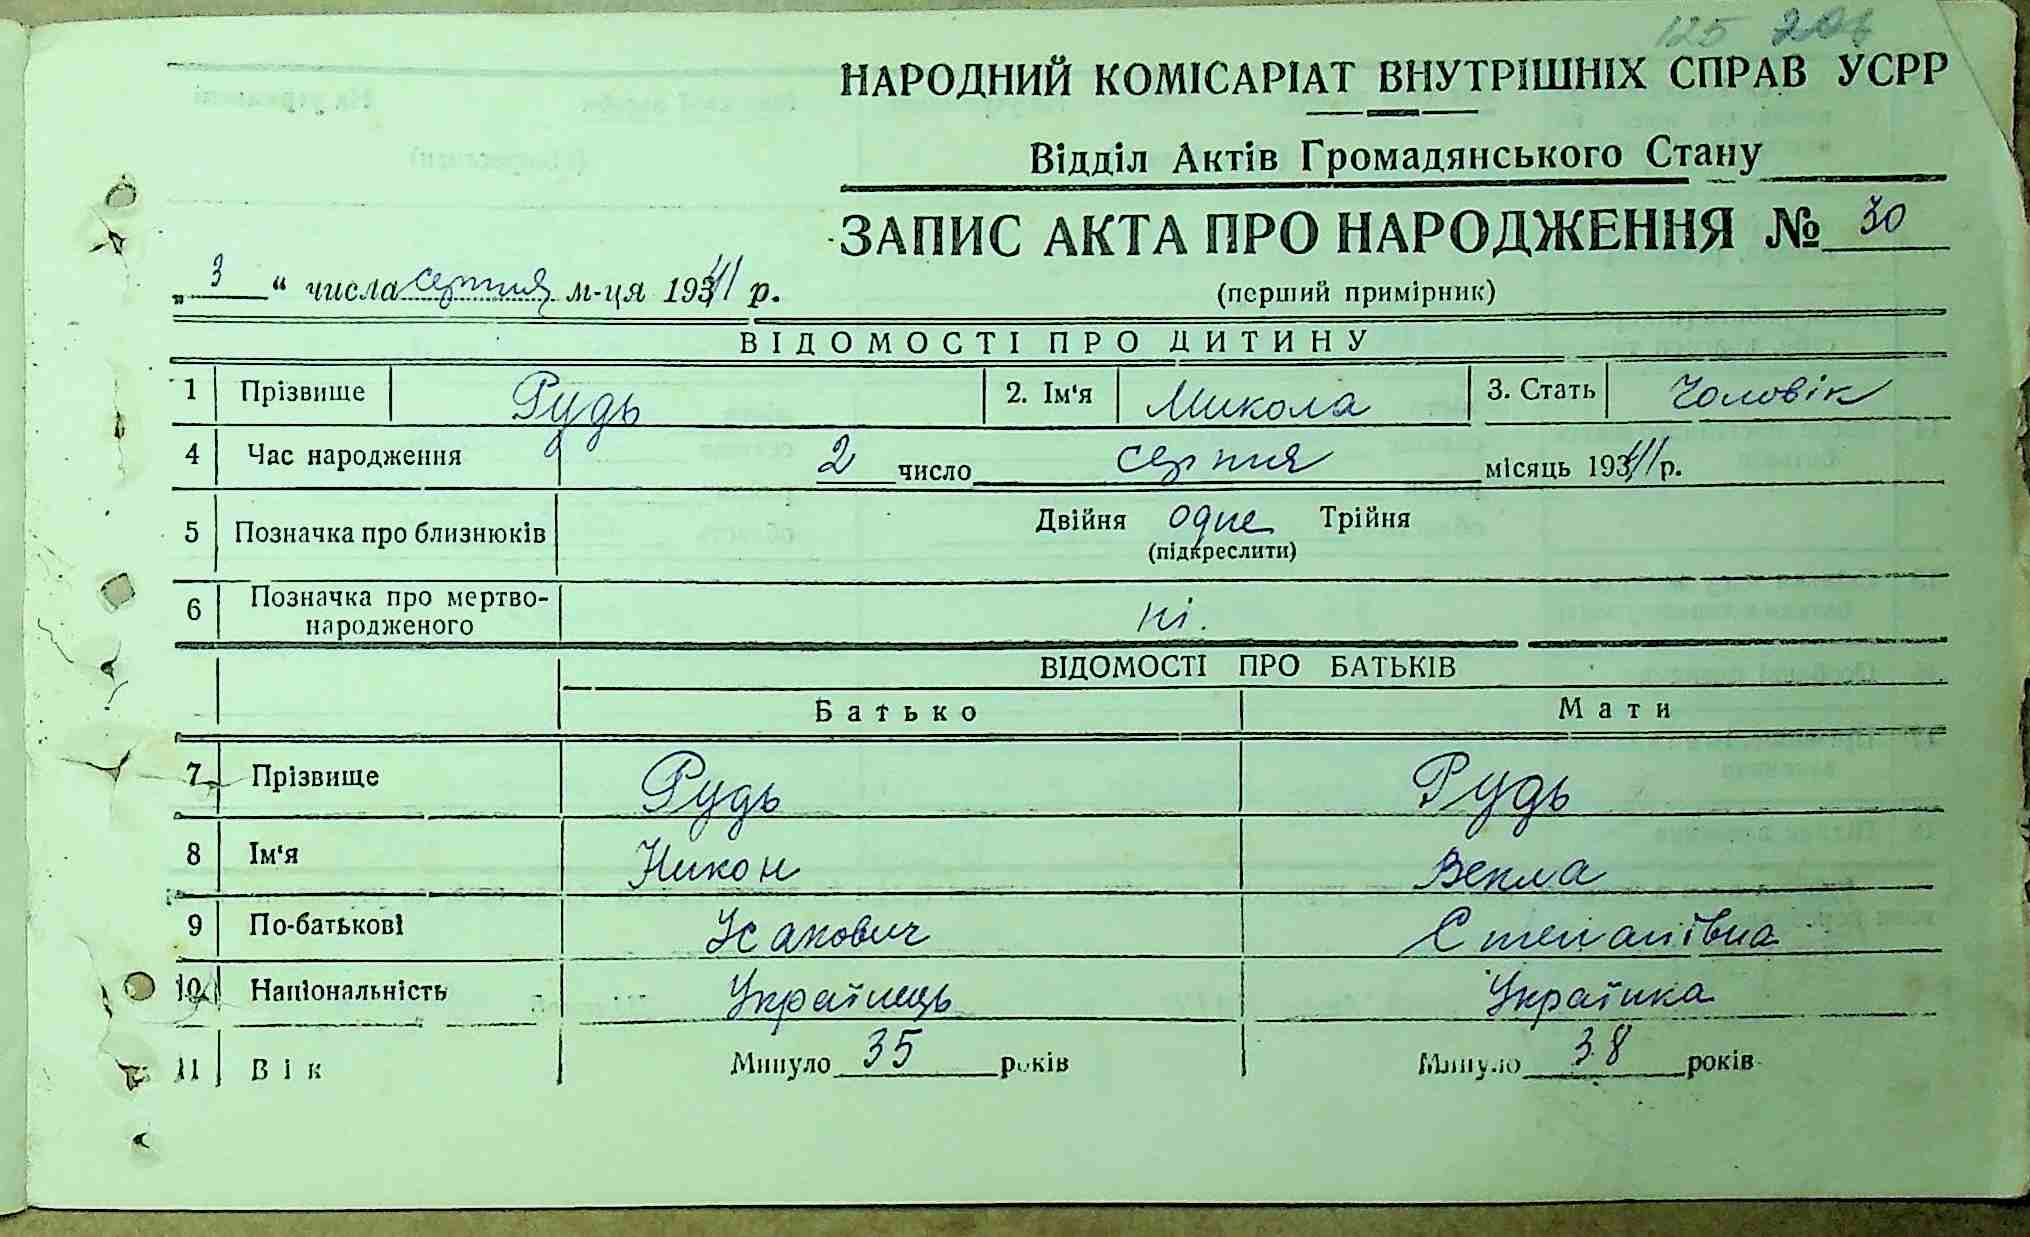 125
НАРОДНИЙ КОМІСАРІАТ ВНУТРІШНІХ СПРАВ УСРР
Відділ Актів Громадянського Стану
ЗАПИС АКТА ПРО НАРОДЖЕННЯ № 30
„ 3 “ числа серпня м-ця 1941 р.
(перший примірник)
ВІДОМОСТІ ПРО ДИТИНУ
1 Прізвище Рудь 2. Ім'я Микола 3. Стать Чоловік
4 Час народження 2 число серпня місяць 1941 р.
5 Позначка про близнюків Двійня одне Трійня
(підкреслити)
6 Позначка про мертво-
народженого ні.
ВІДОМОСТІ ПРО БАТЬКІВ
Батько Мати
7 Прізвище Рудь Рудь
8 Ім'я Никон Векла
9 По-батькові Ісакович Степанівна
10 Національність Українець Українка
11 Вік Минуло 35 років Минуло 38 років